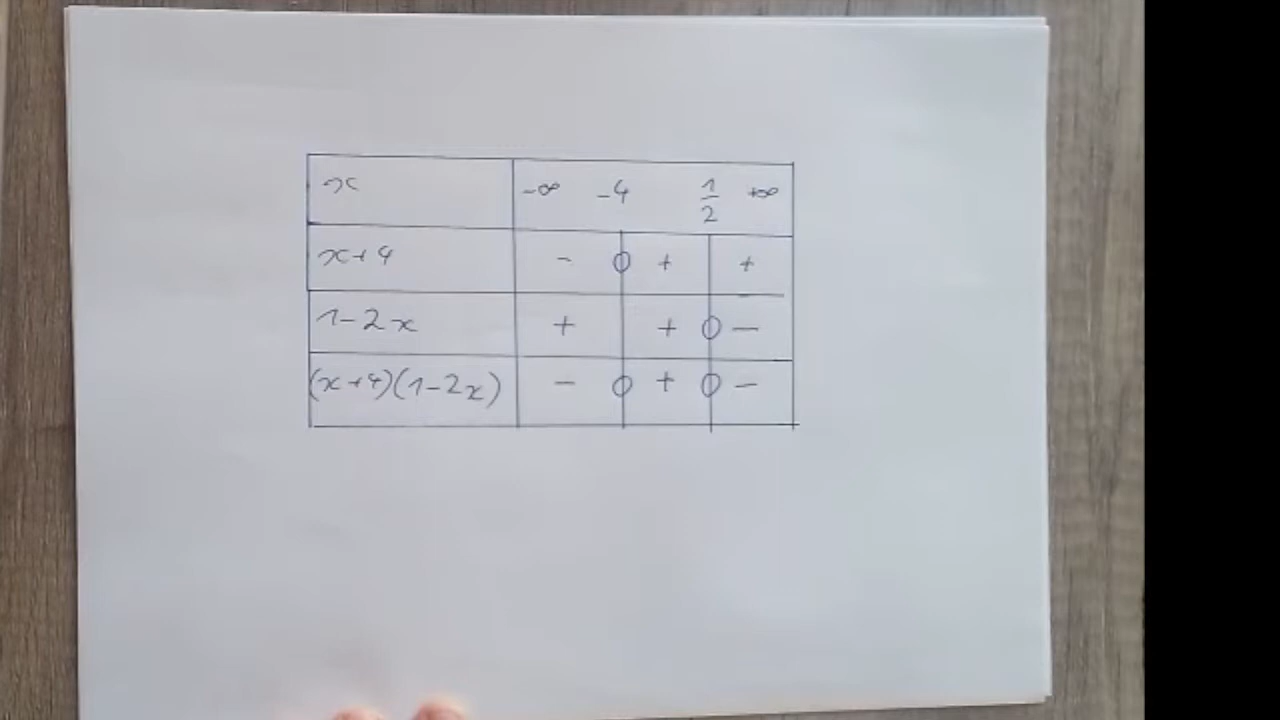 x -∞ -4 1/2 +∞
x+4 - 0 + +
1-2x + + 0 -
(x+4)(1-2x) - 0 + 0 -